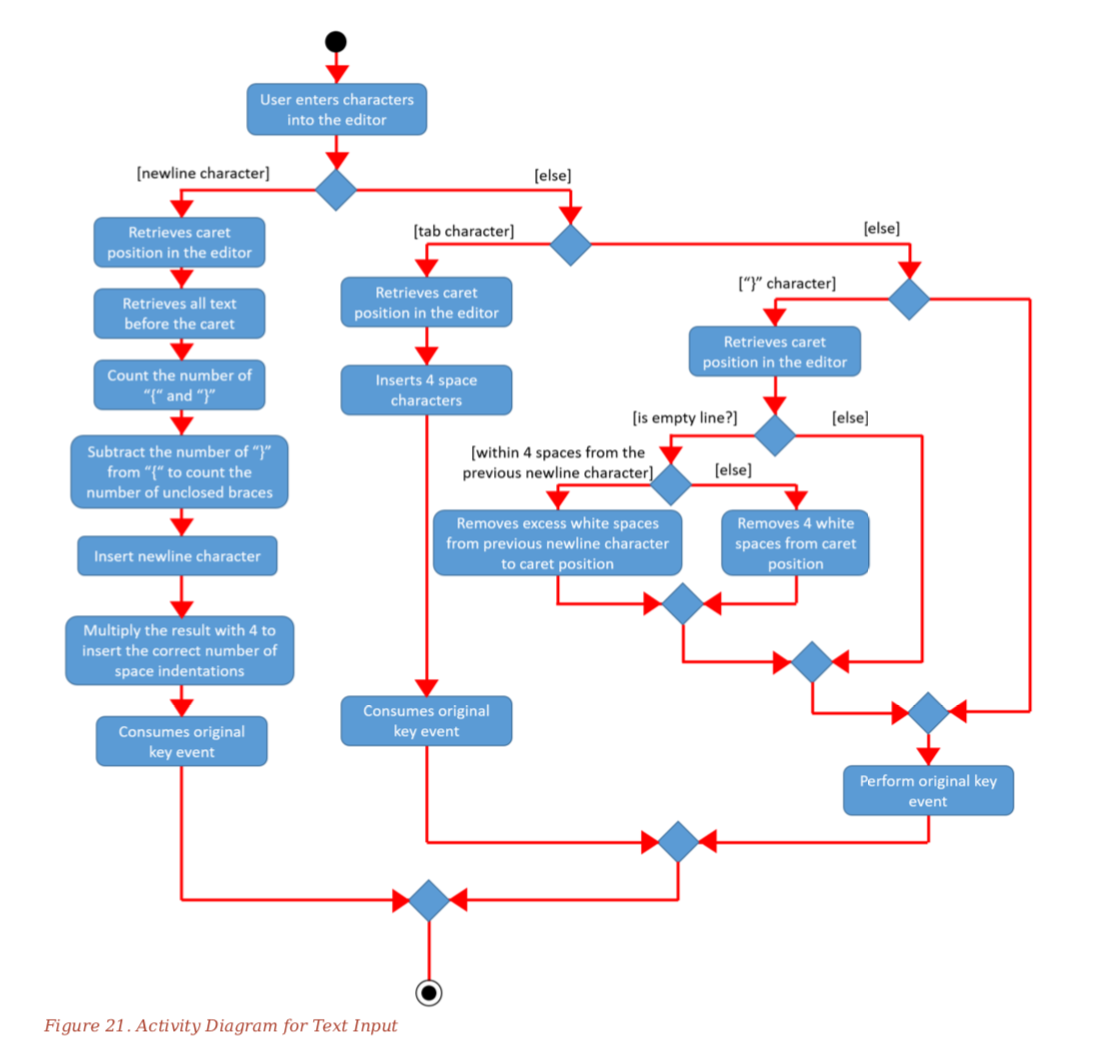 User enters characters
into the editor
[newline character]
[else]
Retrieves caret
position in the editor
Retrieves all text
before the caret
Count the number of
“{“ and “}”
Subtract the number of “}”
from “{“ to count the
number of unclosed braces
Insert newline character
Multiply the result with 4 to
insert the correct number of
space indentations
Consumes original
key event
[tab character]
[else]
Retrieves caret
position in the editor
Inserts 4 space
characters
Consumes original
key event
[“}” character]
Retrieves caret
position in the editor
[is empty line?]
[else]
[within 4 spaces from the
previous newline character]
[else]
Removes excess white spaces
from previous newline character
to caret position
Removes 4 white
spaces from caret
position
Perform original key
event
Figure 21. Activity Diagram for Text Input